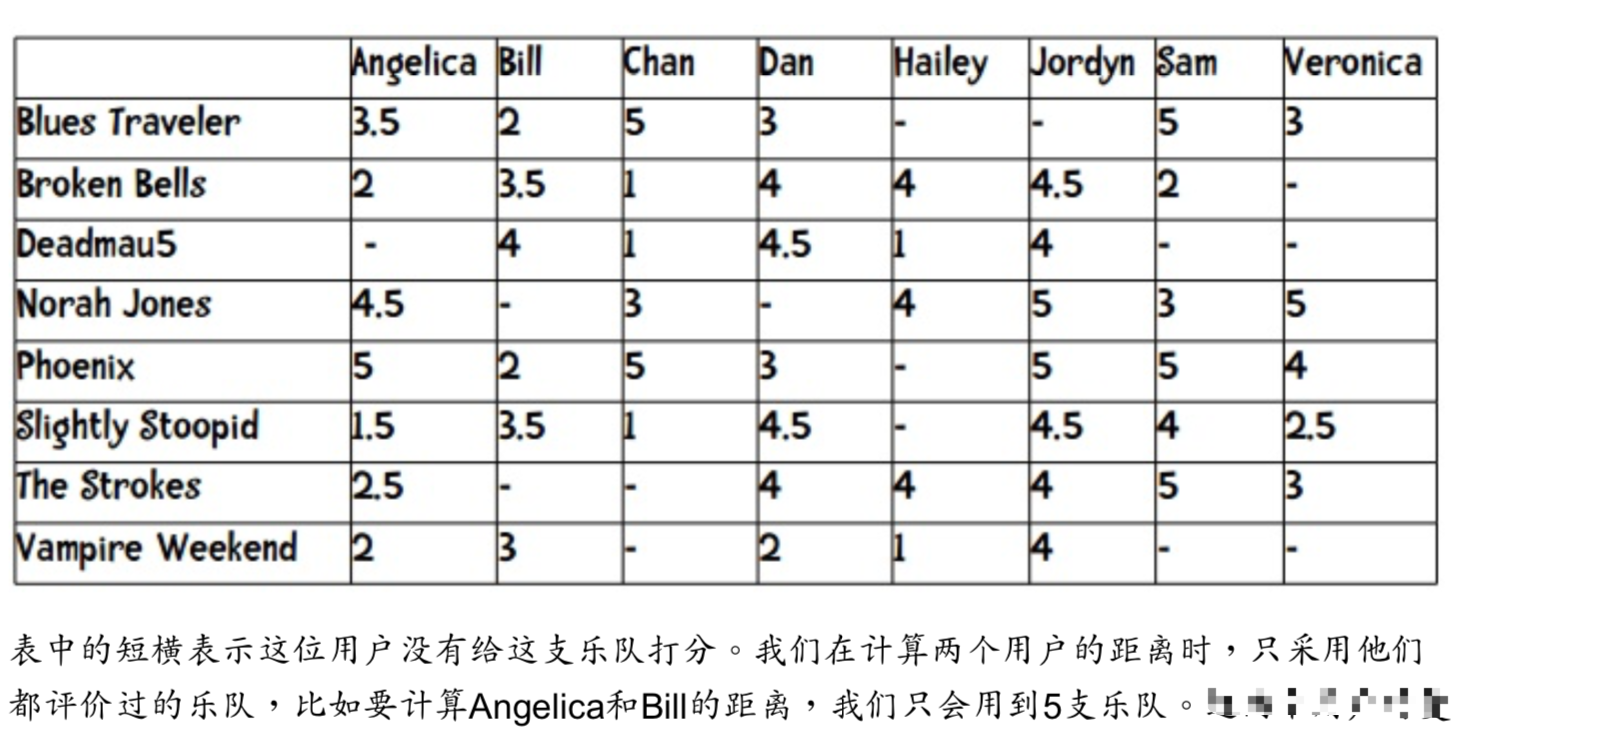 Angelica Bill Chan Dan Hailey Jordyn Sam Veronica
Blues Traveler 3.5 2 5 3 - - 5 3
Broken Bells 2 3.5 1 4 4 4.5 2 -
Deadmau5 - 4 1 4.5 1 4 - -
Norah Jones 4.5 - 3 - 4 5 3 5
Phoenix 5 2 5 3 - 5 5 4
Slightly Stoopid 1.5 3.5 1 4.5 - 4.5 4 2.5
The Strokes 2.5 - - 4 4 4 5 3
Vampire Weekend 2 3 - 2 1 4 - -
表中的短横表示这位用户没有给这支乐队打分。我们在计算两个用户的距离时，只采用他们
都评价过的乐队，比如要计算Angelica和Bill的距离，我们只会用到5支乐队。